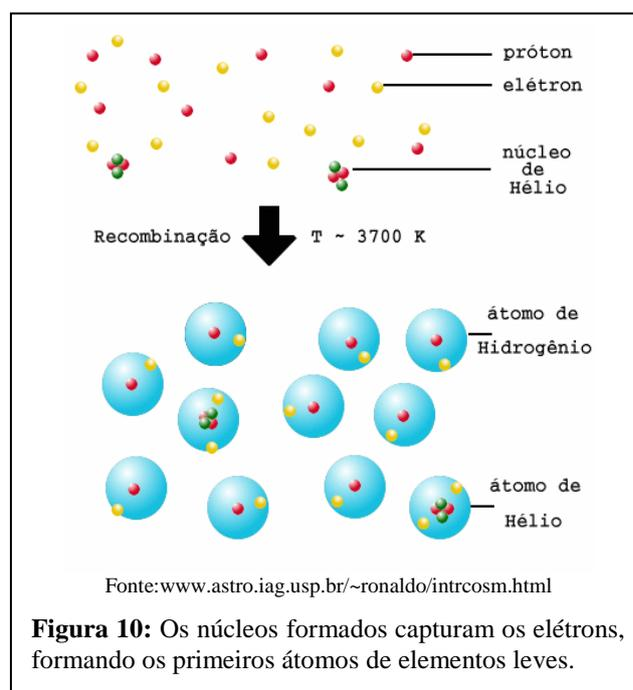 próton
elétron
núcleo
de
Hélio
Recombinação T ~ 3700 K
átomo de
Hidrogênio
átomo de
Hélio
Fonte:www.astro.iag.usp.br/~ronaldo/intrcosm.html
Figura 10: Os núcleos formados capturam os elétrons,
formando os primeiros átomos de elementos leves.